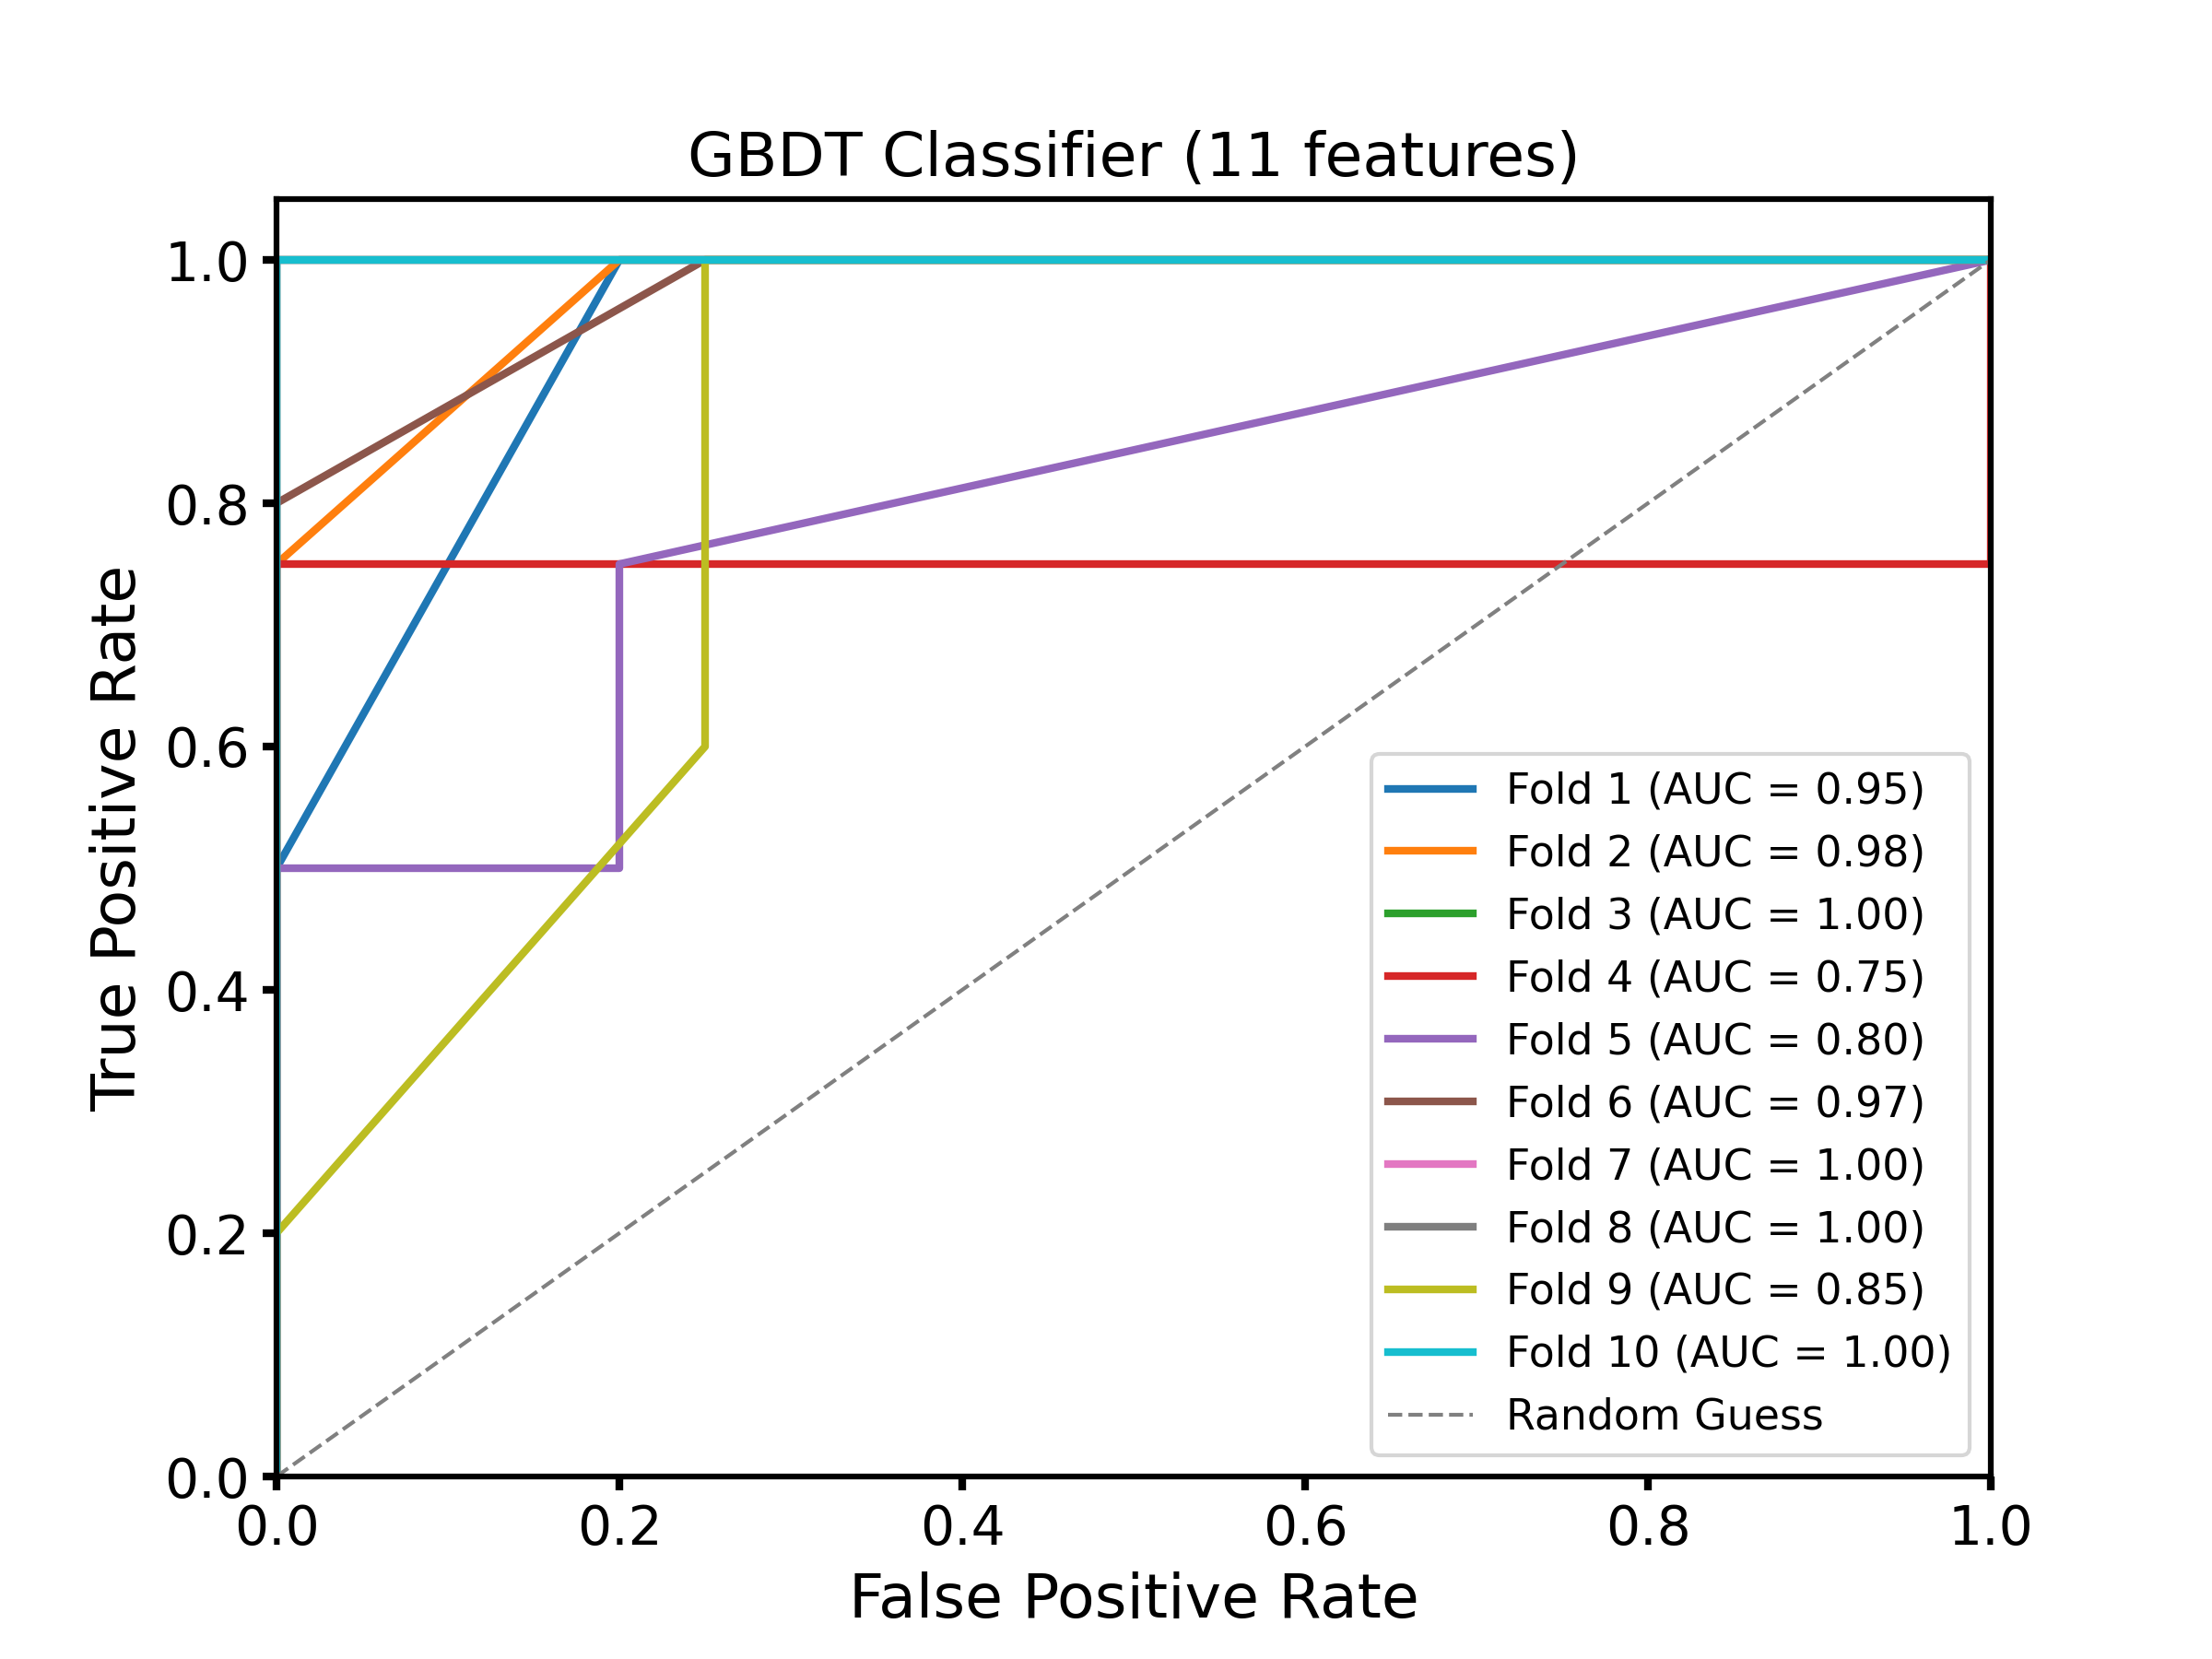 GBDT Classifier (11 features)
True Positive Rate
1.0
0.8
0.6
0.4
0.2
0.0
0.0 0.2 0.4 0.6 0.8 1.0
False Positive Rate
Fold 1 (AUC = 0.95)
Fold 2 (AUC = 0.98)
Fold 3 (AUC = 1.00)
Fold 4 (AUC = 0.75)
Fold 5 (AUC = 0.80)
Fold 6 (AUC = 0.97)
Fold 7 (AUC = 1.00)
Fold 8 (AUC = 1.00)
Fold 9 (AUC = 0.85)
Fold 10 (AUC = 1.00)
Random Guess